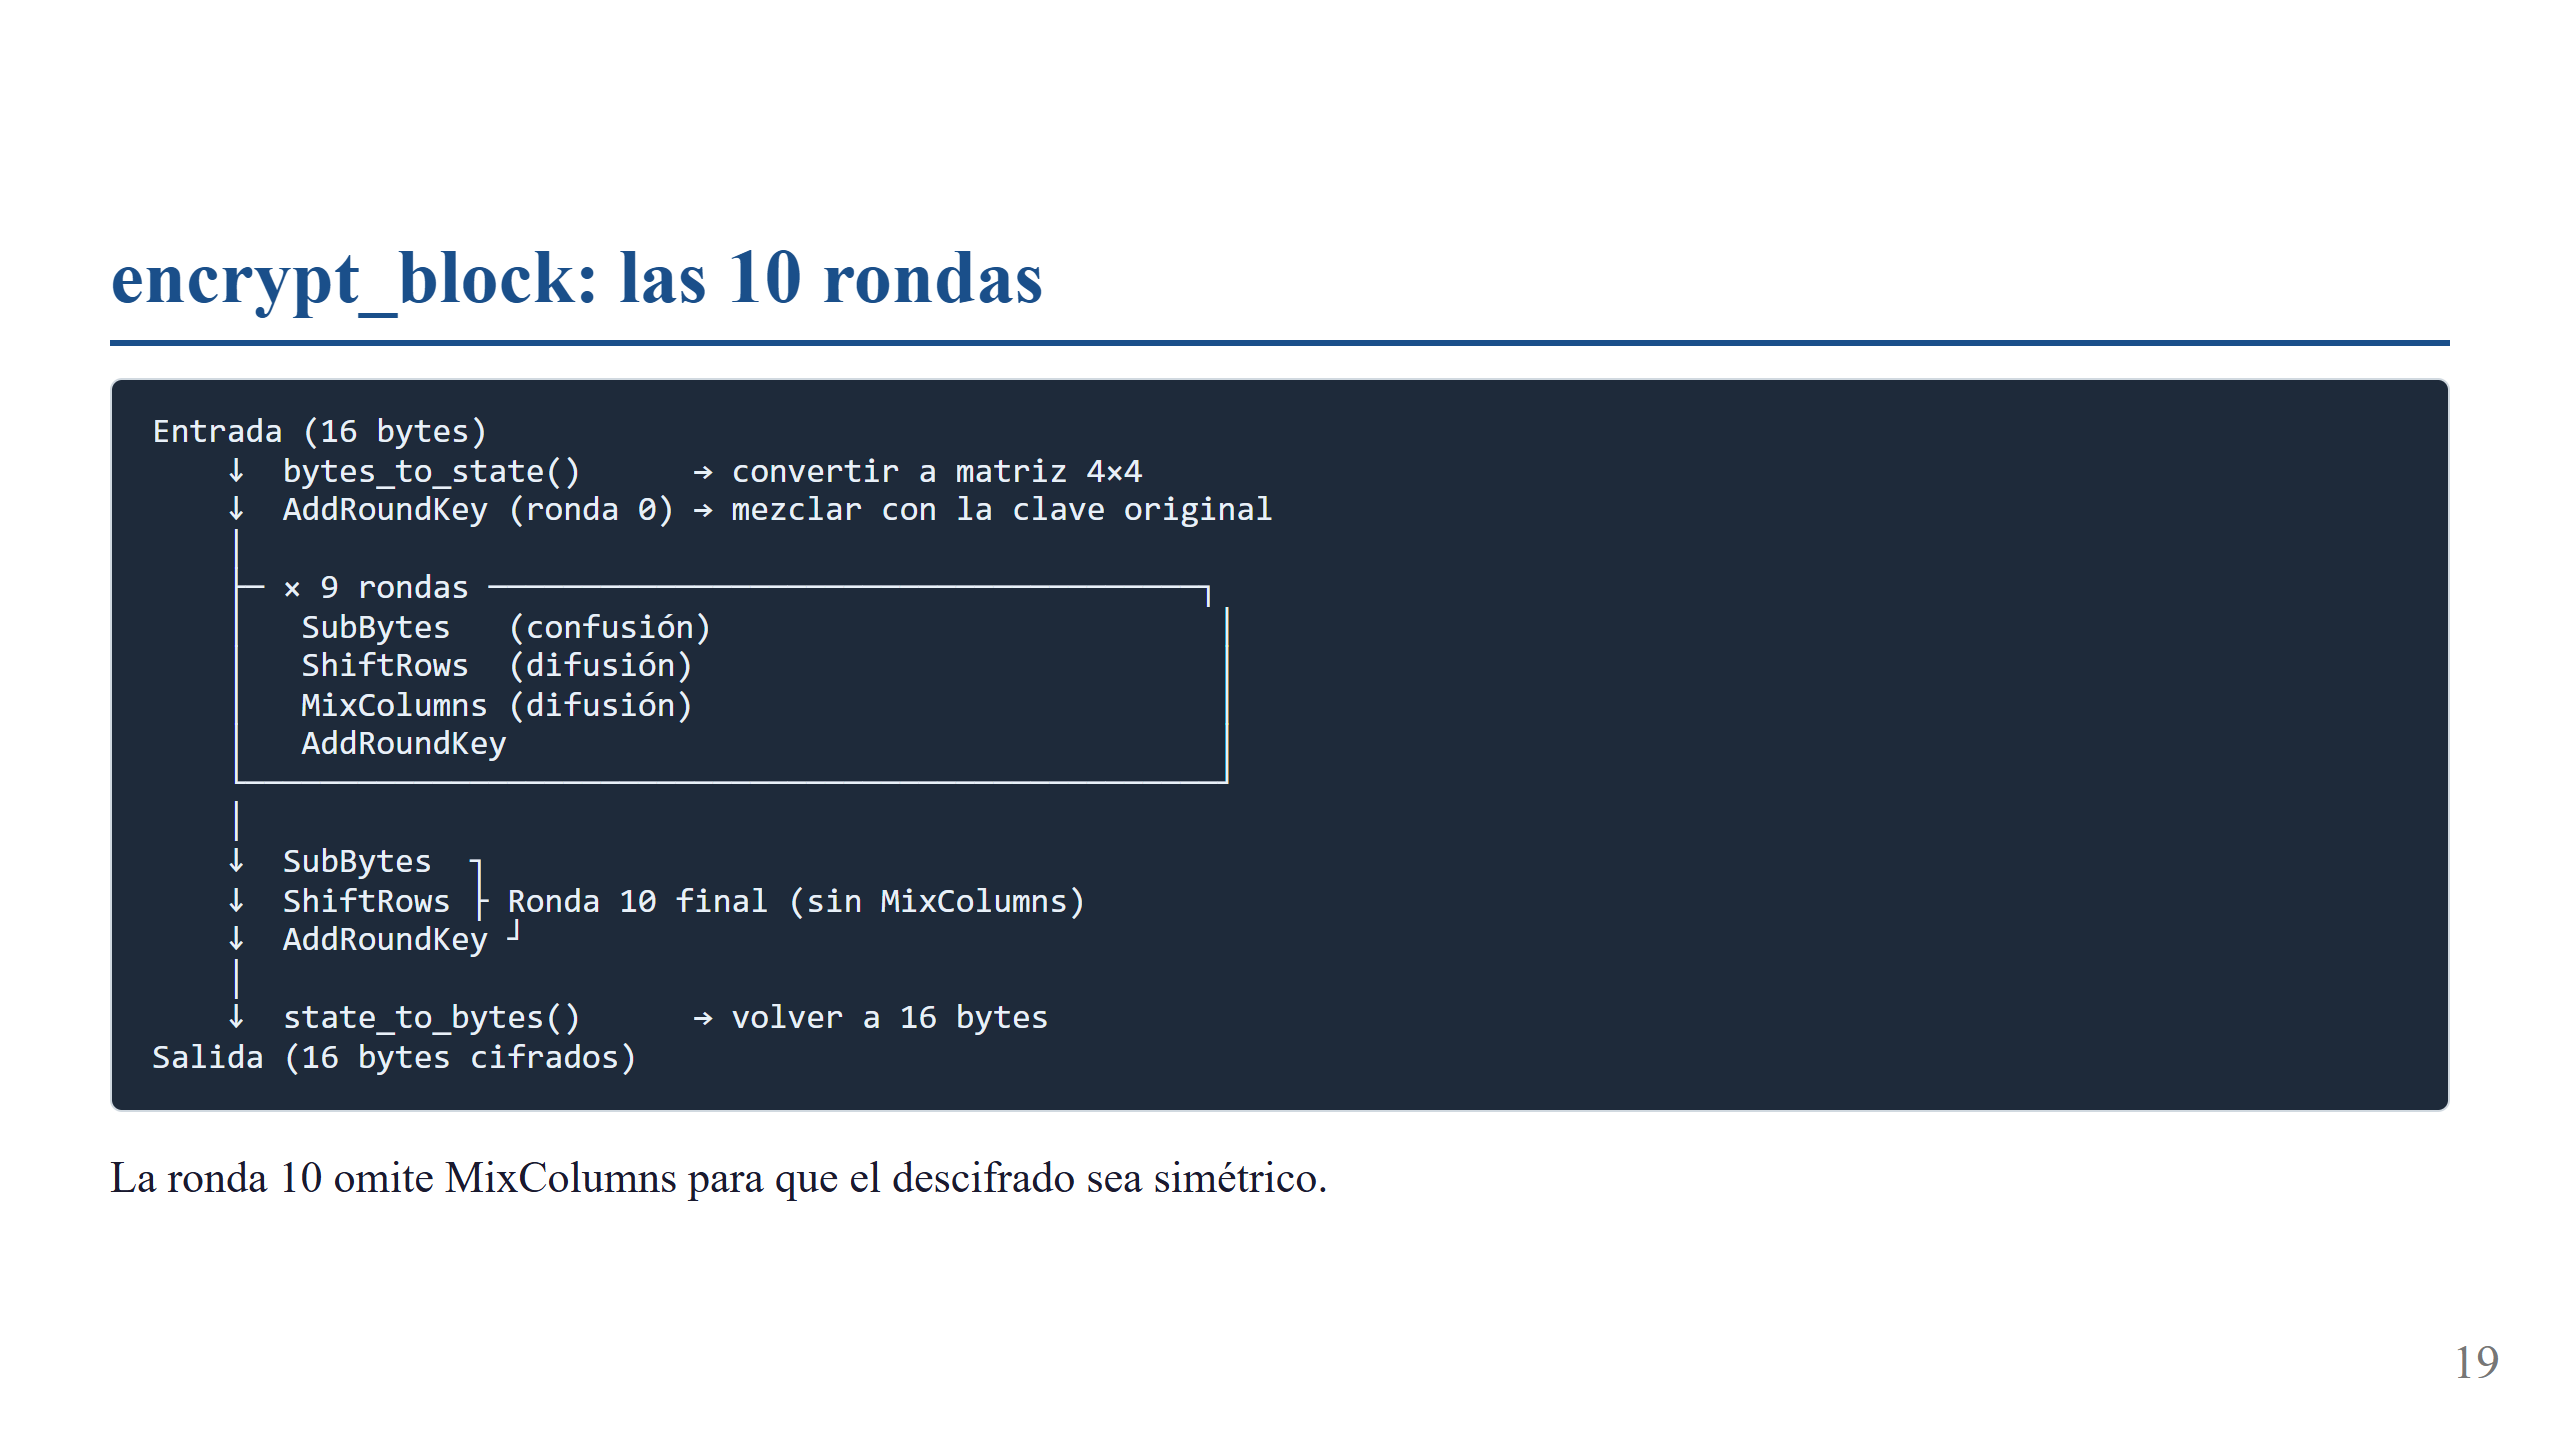 encrypt_block: las 10 rondas
Entrada (16 bytes)
↓ bytes_to_state() → convertir a matriz 4×4
↓ AddRoundKey (ronda 0) → mezclar con la clave original
× 9 rondas
SubBytes (confusión)
ShiftRows (difusión)
MixColumns (difusión)
AddRoundKey
↓ SubBytes
↓ ShiftRows Ronda 10 final (sin MixColumns)
↓ AddRoundKey
↓ state_to_bytes() → volver a 16 bytes
Salida (16 bytes cifrados)
La ronda 10 omite MixColumns para que el descifrado sea simétrico.
19